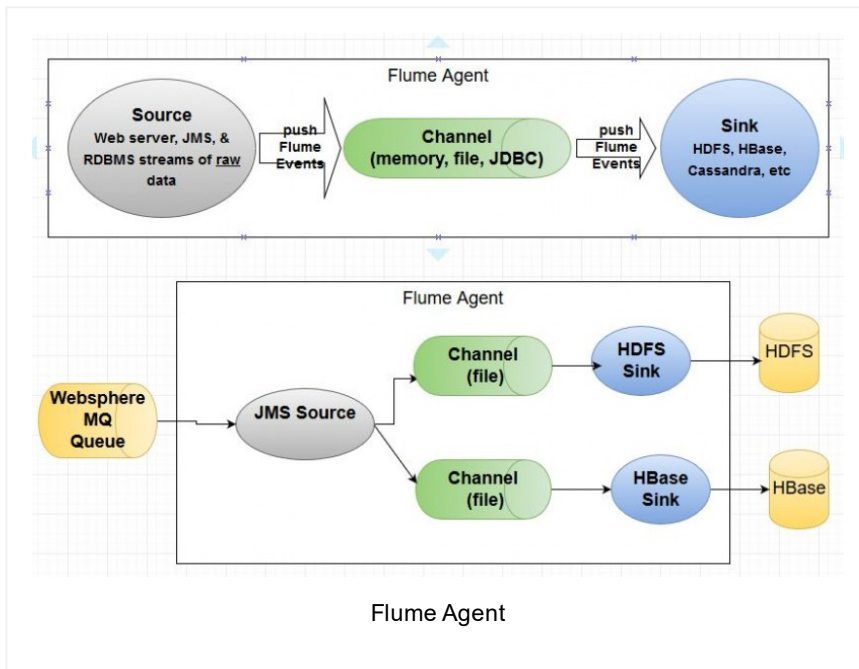 Flume Agent
Source
Web server, JMS, &
RDBMS streams of raw
data
push
Flume
Events
Channel
(memory, file, JDBC)
push
Flume
Events
Sink
HDFS, HBase,
Cassandra, etc
Flume Agent
Websphere
MQ
Queue
JMS Source
Channel
(file)
HDFS
Sink
HDFS
Channel
(file)
HBase
Sink
HBase
Flume Agent